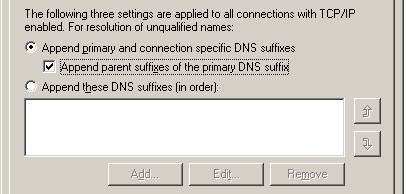 The following three settings are applied to all connections with TCP/IP
enabled. For resolution of unqualified names:
Append primary and connection specific DNS suffixes
Append parent suffixes of the primary DNS suffix
Append these DNS suffixes (in order):
Add... Edit... Remove